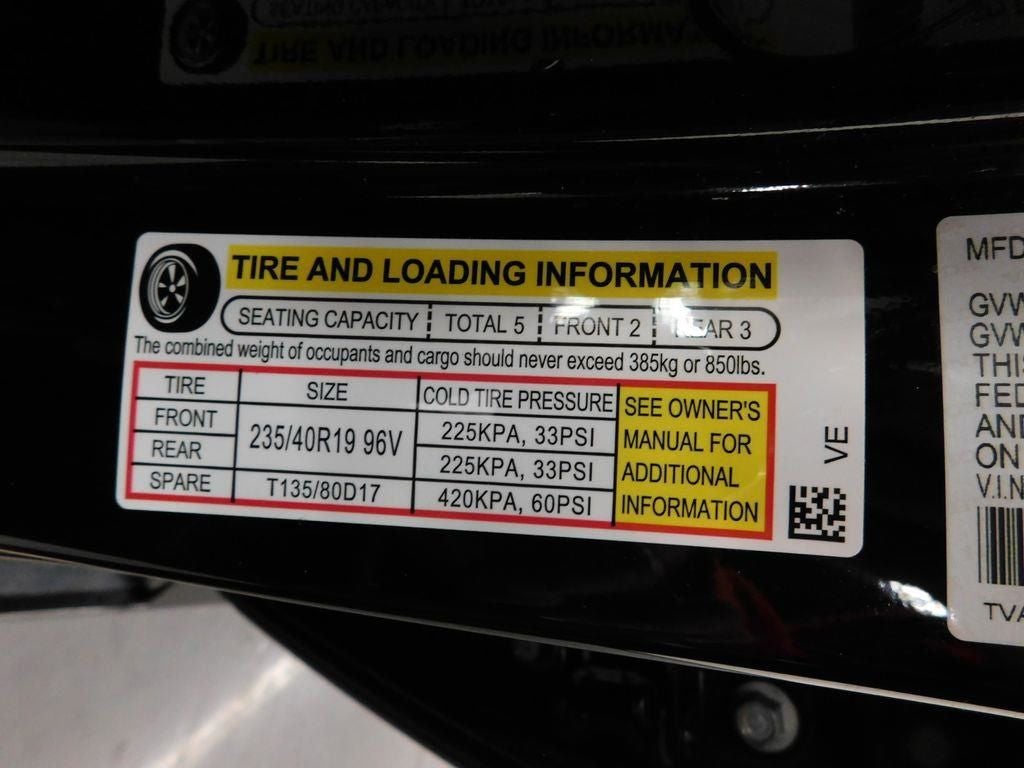 TIRE AND LOADING INFORMATION
SEATING CAPACITY TOTAL 5 FRONT 2 REAR 3
The combined weight of occupants and cargo should never exceed 385kg or 850lbs.
TIRE SIZE COLD TIRE PRESSURE
FRONT 235/40R19 96V 225KPA, 33PSI
REAR 225KPA, 33PSI
SPARE T135/80D17 420KPA, 60PSI
SEE OWNER'S
MANUAL FOR
ADDITIONAL
INFORMATION
VE
MFD
GVW
GVW
THI
FED
AND
ON
V.I.N
TVA